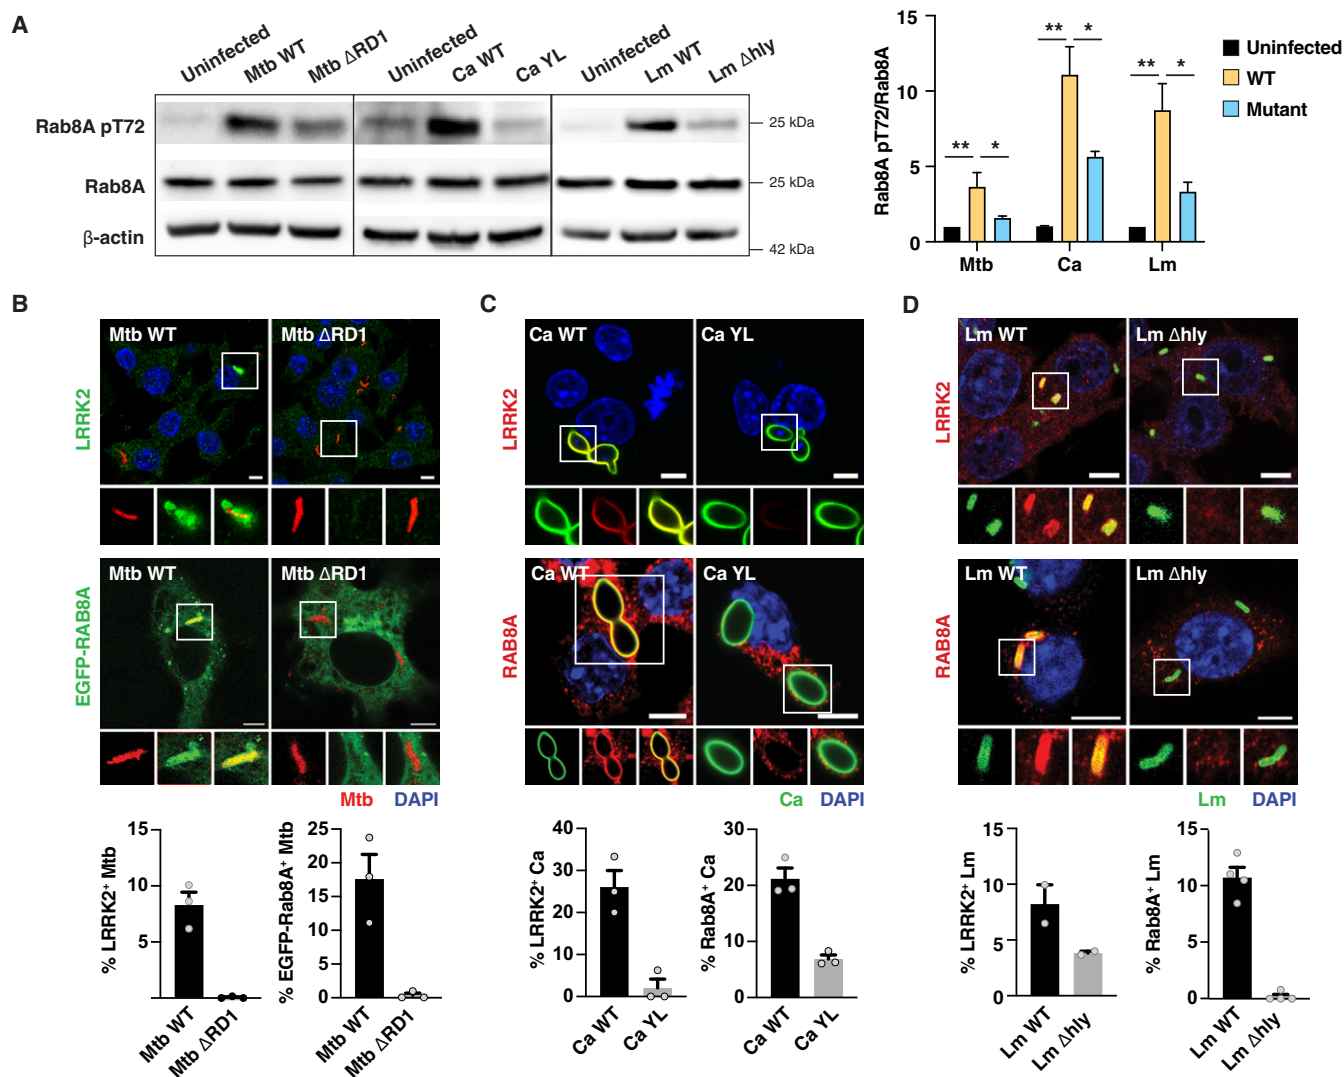 A
Uninfected
Mtb WT
Mtb ΔRD1
Uninfected
Ca WT
Ca YL
Uninfected
Lm WT
Lm Δhly
Rab8A pT72
25 kDa
Rab8A
25 kDa
β-actin
42 kDa
Rab8A pT72/Rab8A
15
10
5
0
** *
** *
** *
Mtb
Ca
Lm
Uninfected
WT
Mutant
B
LRRK2
Mtb WT
Mtb ΔRD1
EGFP-RAB8A
Mtb WT
Mtb ΔRD1
Mtb DAPI
% LRRK2+ Mtb
15
10
5
Mtb WT
Mtb ΔRD1
% EGFP-Rab8A+ Mtb
25
20
15
10
5
0
Mtb WT
Mtb ΔRD1
C
LRRK2
Ca WT
Ca YL
RAB8A
Ca WT
Ca YL
Ca DAPI
% LRRK2+ Ca
40
30
20
10
0
Ca WT
Ca YL
% Rab8A+ Ca
30
20
10
0
Ca WT
Ca YL
D
LRRK2
Lm WT
Lm Δhly
RAB8A
Lm WT
Lm Δhly
Lm DAPI
% LRRK2+ Lm
15
10
5
0
Lm WT
Lm Δhly
% Rab8A+ Lm
15
10
5
0
Lm WT
Lm Δhly